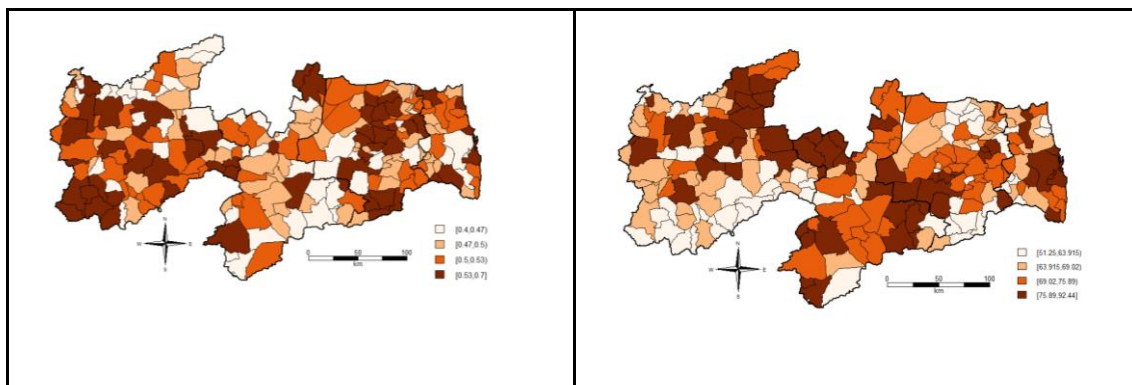 N
W E
S
0 50 100
km
[0.4,0.47)
[0.47,0.5)
[0.5,0.53)
[0.53,0.7]
N
W E
S
0 50 100
km
[51.25,63.915)
[63.915,69.02)
[69.02,75.89)
[75.89,92.44]